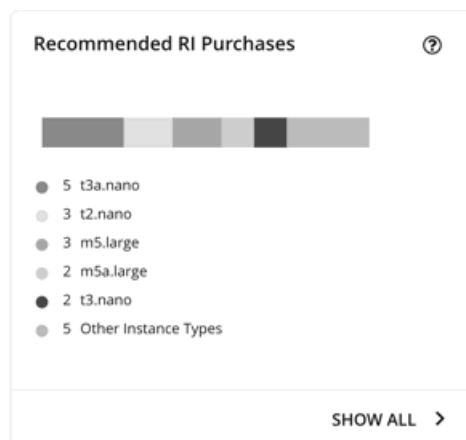 Recommended RI Purchases
5 t3a.nano
3 t2.nano
3 m5.large
2 m5a.large
2 t3.nano
5 Other Instance Types
SHOW ALL